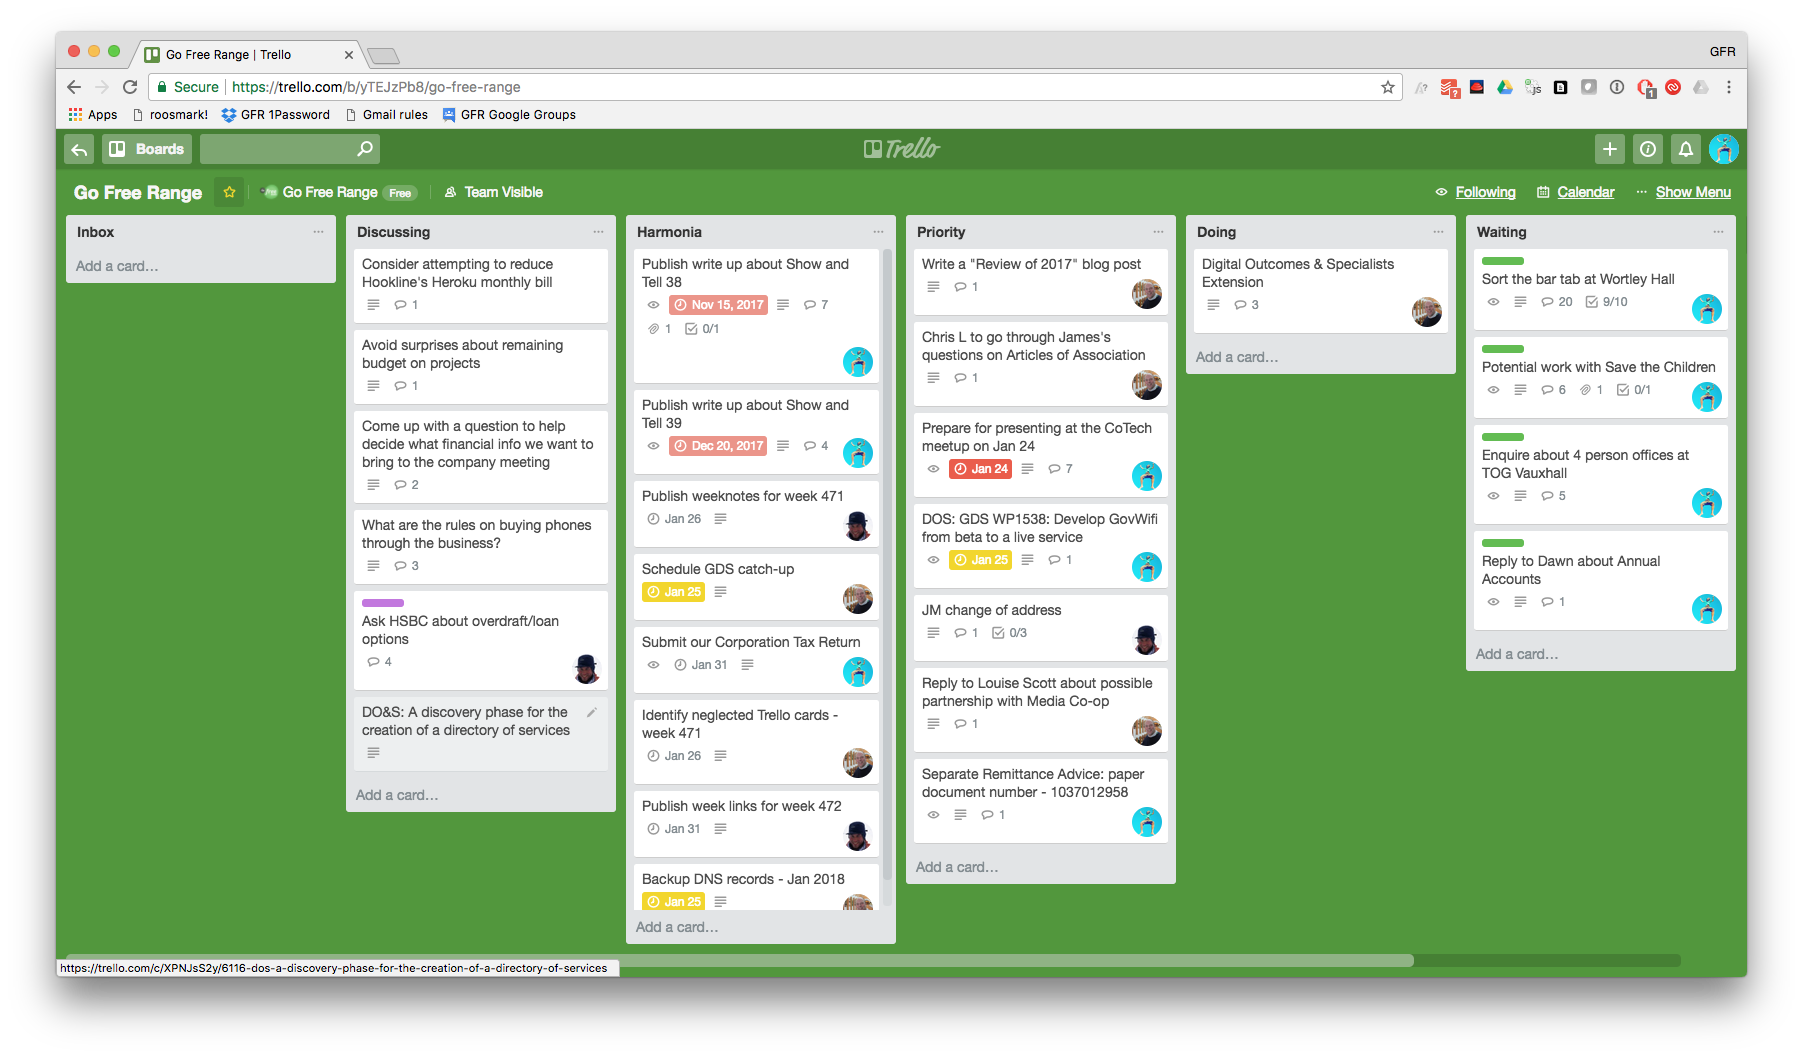 Go Free Range | Trello
GFR
Secure
https://trello.com/b/yTEJzPb8/go-free-range
Apps
roosmark!
GFR 1Password
Gmail rules
GFR Google Groups
Boards
Trello
Go Free Range
Go Free Range
Free
Team Visible
Following
Calendar
Show Menu
Inbox
Add a card...
Discussing
Consider attempting to reduce
Hookline's Heroku monthly bill
1
Avoid surprises about remaining
budget on projects
1
Come up with a question to help
decide what financial info we want to
bring to the company meeting
2
What are the rules on buying phones
through the business?
3
Ask HSBC about overdraft/loan
options
4
DO&S: A discovery phase for the
creation of a directory of services
Add a card...
Harmonia
Publish write up about Show and
Tell 38
Nov 15, 2017 7
1 0/1
Publish write up about Show and
Tell 39
Dec 20, 2017 4
Publish weeknotes for week 471
Jan 26
Schedule GDS catch-up
Jan 25
Submit our Corporation Tax Return
Jan 31
Identify neglected Trello cards -
week 471
Jan 26
Publish week links for week 472
Jan 31
Backup DNS records - Jan 2018
Jan 25
Add a card...
Priority
Write a "Review of 2017" blog post
1
Chris L to go through James's
questions on Articles of Association
1
Prepare for presenting at the CoTech
meetup on Jan 24
Jan 24 7
DOS: GDS WP1538: Develop GovWifi
from beta to a live service
Jan 25 1
JM change of address
1 0/3
Reply to Louise Scott about possible
partnership with Media Co-op
1
Separate Remittance Advice: paper
document number - 1037012958
1
Add a card...
Doing
Digital Outcomes & Specialists
Extension
3
Add a card...
Waiting
Sort the bar tab at Wortley Hall
20 9/10
Potential work with Save the Children
6 1 0/1
Enquire about 4 person offices at
TOG Vauxhall
5
Reply to Dawn about Annual
Accounts
1
Add a card...
https://trello.com/c/XPNJsS2y/6116-dos-a-discovery-phase-for-the-creation-of-a-directory-of-services